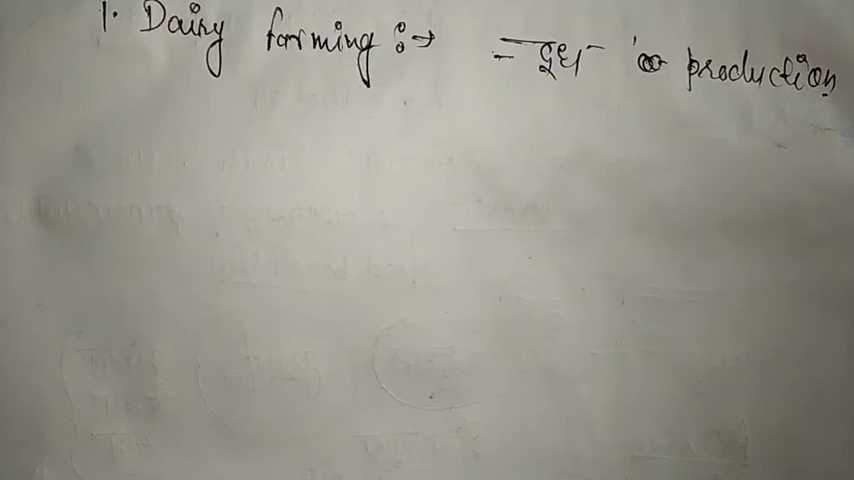 1. Dairy farming :→ - दुध production